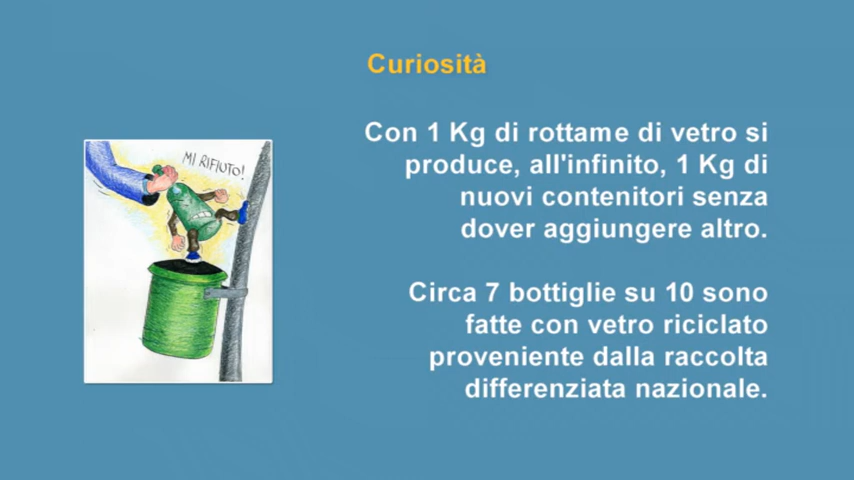 Curiosità
MI RIFIUTO!
Con 1 Kg di rottame di vetro si
produce, all'infinito, 1 Kg di
nuovi contenitori senza
dover aggiungere altro.
Circa 7 bottiglie su 10 sono
fatte con vetro riciclato
proveniente dalla raccolta
differenziata nazionale.